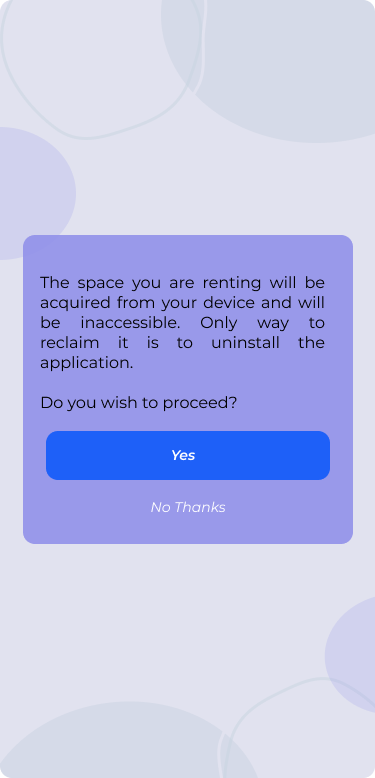 The space you are renting will be
acquired from your device and will
be inaccessible. Only way to
reclaim it is to uninstall the
application.
Do you wish to proceed?
Yes
No Thanks